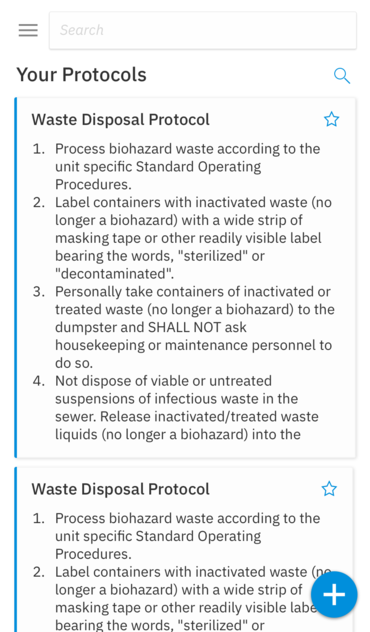 Search
Your Protocols
Waste Disposal Protocol
1. Process biohazard waste according to the
unit specific Standard Operating
Procedures.
2. Label containers with inactivated waste (no
longer a biohazard) with a wide strip of
masking tape or other readily visible label
bearing the words, "sterilized" or
"decontaminated".
3. Personally take containers of inactivated or
treated waste (no longer a biohazard) to the
dumpster and SHALL NOT ask
housekeeping or maintenance personnel to
do so.
4. Not dispose of viable or untreated
suspensions of infectious waste in the
sewer. Release inactivated/treated waste
liquids (no longer a biohazard) into the
Waste Disposal Protocol
1. Process biohazard waste according to the
unit specific Standard Operating
Procedures.
2. Label containers with inactivated waste (no
longer a biohazard) with a wide strip of
masking tape or other readily visible
bearing the words, "sterilized" or